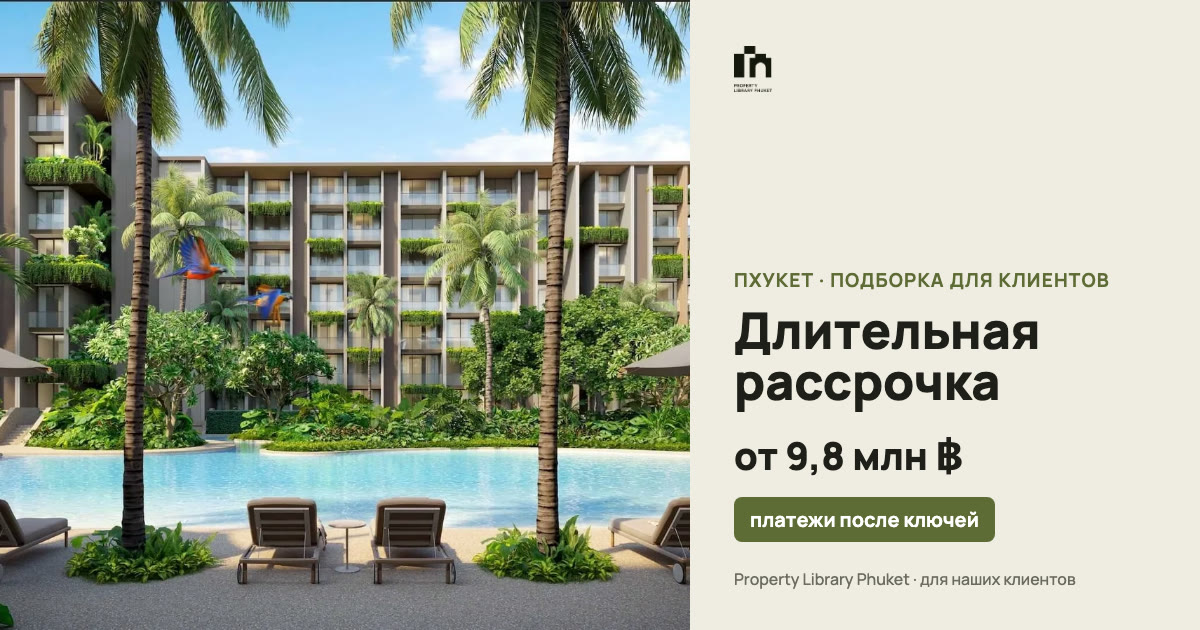 PROPERTY
LIBRARY PHUKET
ПХУКЕТ · ПОДБОРКА ДЛЯ КЛИЕНТОВ
Длительная
рассрочка
от 9,8 млн ฿
платежи после ключей
Property Library Phuket · для наших клиентов